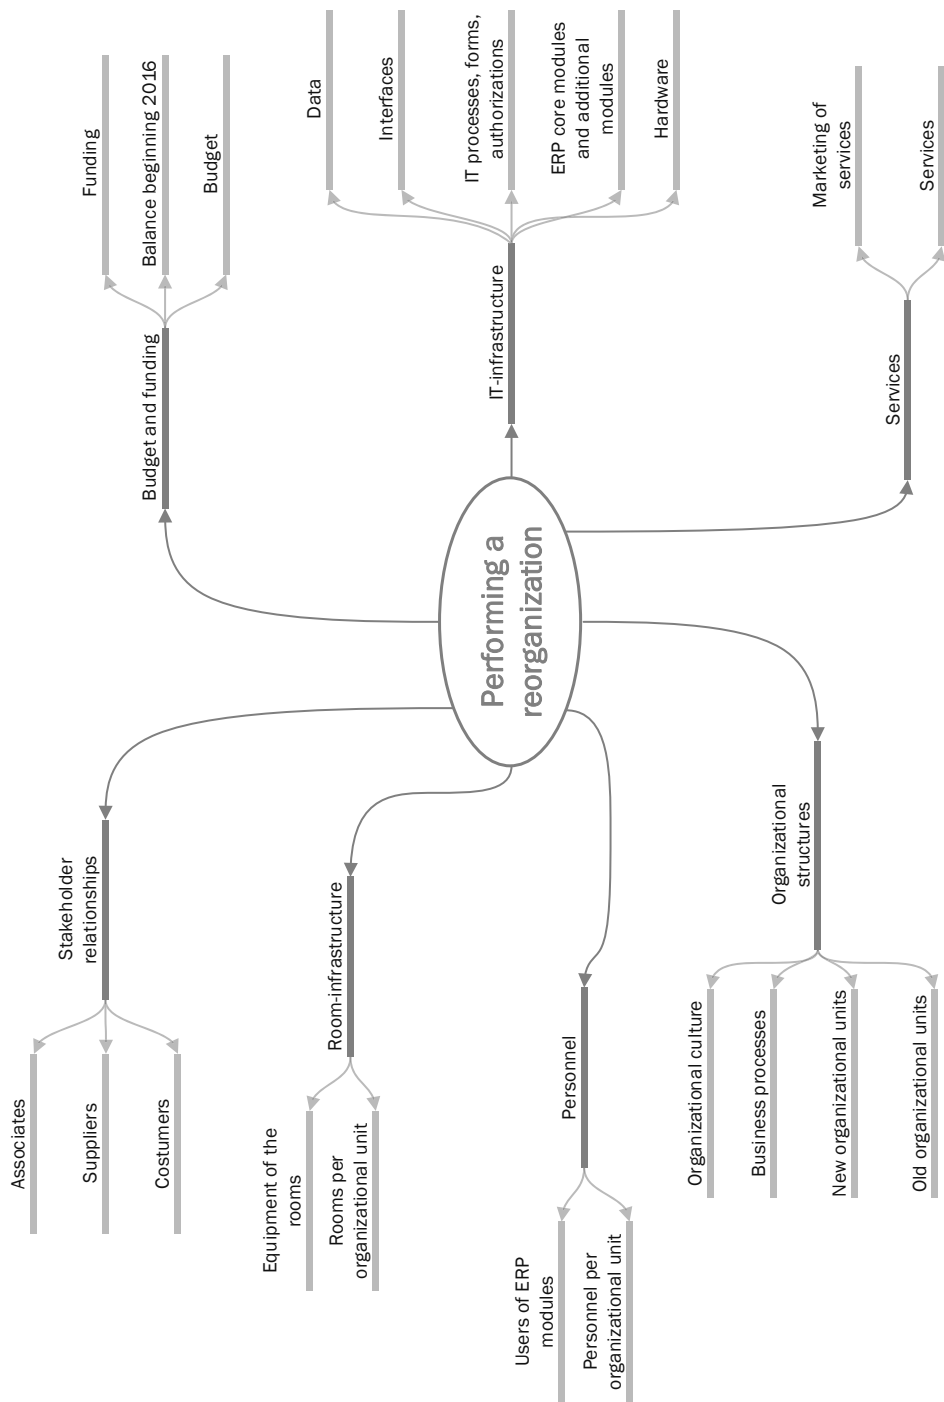 Stakeholder
relationships
Associates
Suppliers
Costumers
Room-infrastructure
Equipment of the
rooms
Rooms per
organizational unit
Personnel
Users of ERP
modules
Personnel per
organizational unit
Organizational
structures
Organizational culture
Business processes
New organizational units
Old organizational units
Performing a
reorganization
Budget and funding
Funding
Balance beginning 2016
Budget
IT-infrastructure
Data
Interfaces
IT processes, forms,
authorizations
ERP core modules
and additional
modules
Hardware
Services
Marketing of
services
Services